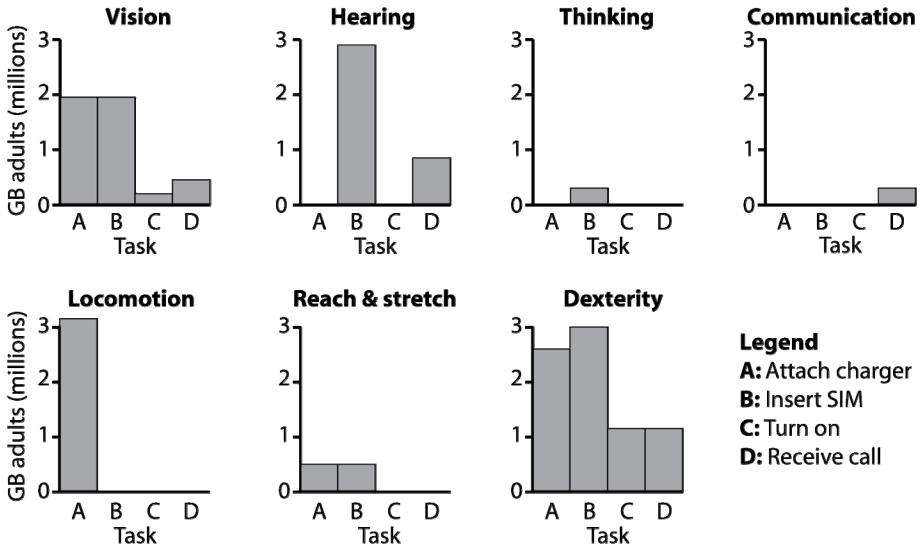 Vision
GB adults (millions)
3
2
1
0
A B C D
Task
Hearing
3
2
1
0
A B C D
Task
Thinking
3
2
1
0
A B C D
Task
Communication
3
2
1
0
A B C D
Task
Locomotion
GB adults (millions)
3
2
1
0
A B C D
Task
Reach & stretch
3
2
1
0
A B C D
Task
Dexterity
3
2
1
0
A B C D
Task
Legend
A: Attach charger
B: Insert SIM
C: Turn on
D: Receive call